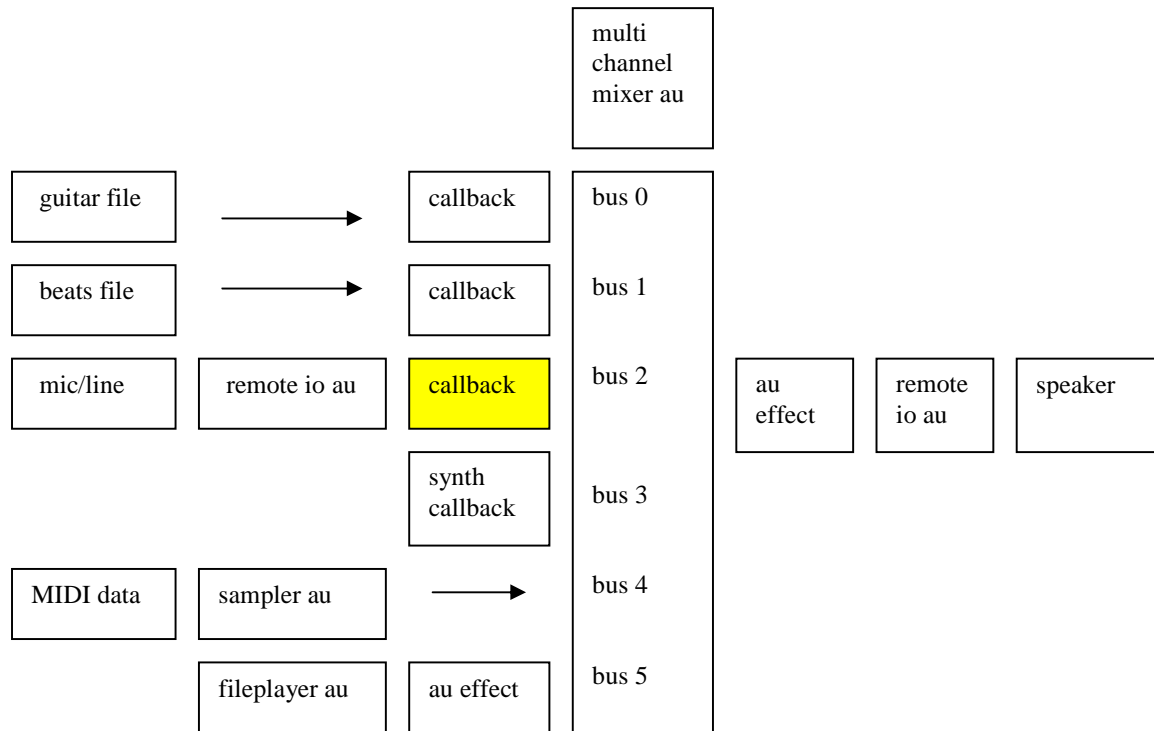 multi
channel
mixer au
guitar file
callback
bus 0
beats file
callback
bus 1
mic/line
remote io au
callback
bus 2
au
effect
remote
io au
speaker
synth
callback
bus 3
MIDI data
sampler au
bus 4
fileplayer au
au effect
bus 5